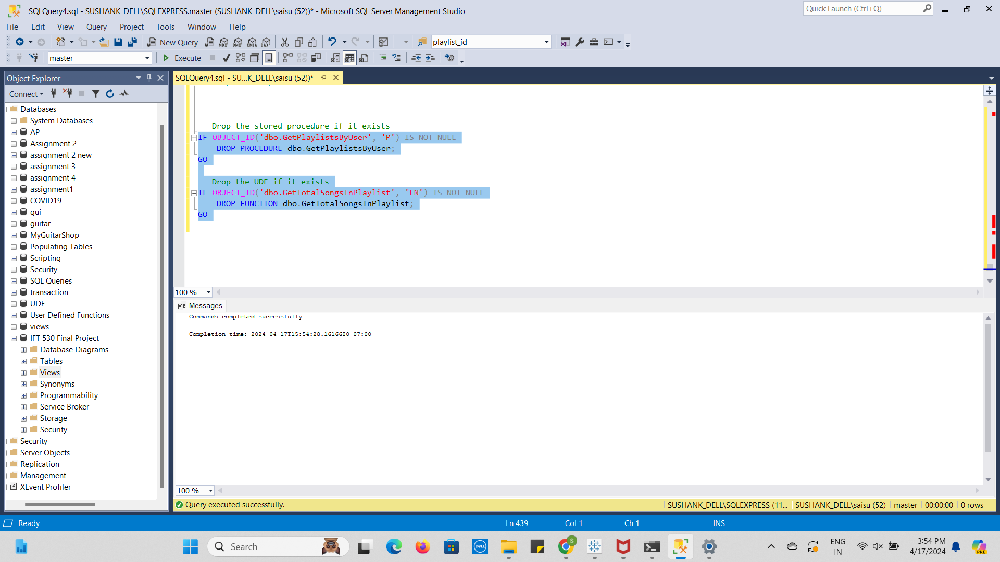 SQLQuery4.sql - SUSHANK_DELL\SQLEXPRESS.master (SUSHANK_DELL\saisu (52))* - Microsoft SQL Server Management Studio
Quick Launch (Ctrl+Q)
File Edit View Query Project Tools Window Help
New Query MDX DMX XMLA DAX playlist_id
master Execute
Object Explorer
SQLQuery4.sql - SU...K_DELL\saisu (52))*
Connect
Databases
System Databases
AP
Assignment 2
assignment 2 new
assignment 3
assignment 4
assignment1
COVID19
gui
guitar
MyGuitarShop
Populating Tables
Scripting
Security
SQL Queries
transaction
UDF
User Defined Functions
views
IFT 530 Final Project
Database Diagrams
Tables
Views
Synonyms
Programmability
Service Broker
Storage
Security
Security
Server Objects
Replication
Management
XEvent Profiler
-- Drop the stored procedure if it exists
IF OBJECT_ID('dbo.GetPlaylistsByUser', 'P') IS NOT NULL
DROP PROCEDURE dbo.GetPlaylistsByUser;
GO
-- Drop the UDF if it exists
IF OBJECT_ID('dbo.GetTotalSongsInPlaylist', 'FN') IS NOT NULL
DROP FUNCTION dbo.GetTotalSongsInPlaylist;
GO
100 %
Messages
Commands completed successfully.
Completion time: 2024-04-17T15:54:28.1616680-07:00
100 %
Query executed successfully. SUSHANK_DELL\SQLEXPRESS (11... SUSHANK_DELL\saisu (52) master 00:00:00 0 rows
Ready Ln 439 Col 1 Ch 1 INS
Search
DELL
S
ENG
IN
3:54 PM
4/17/2024
PRE